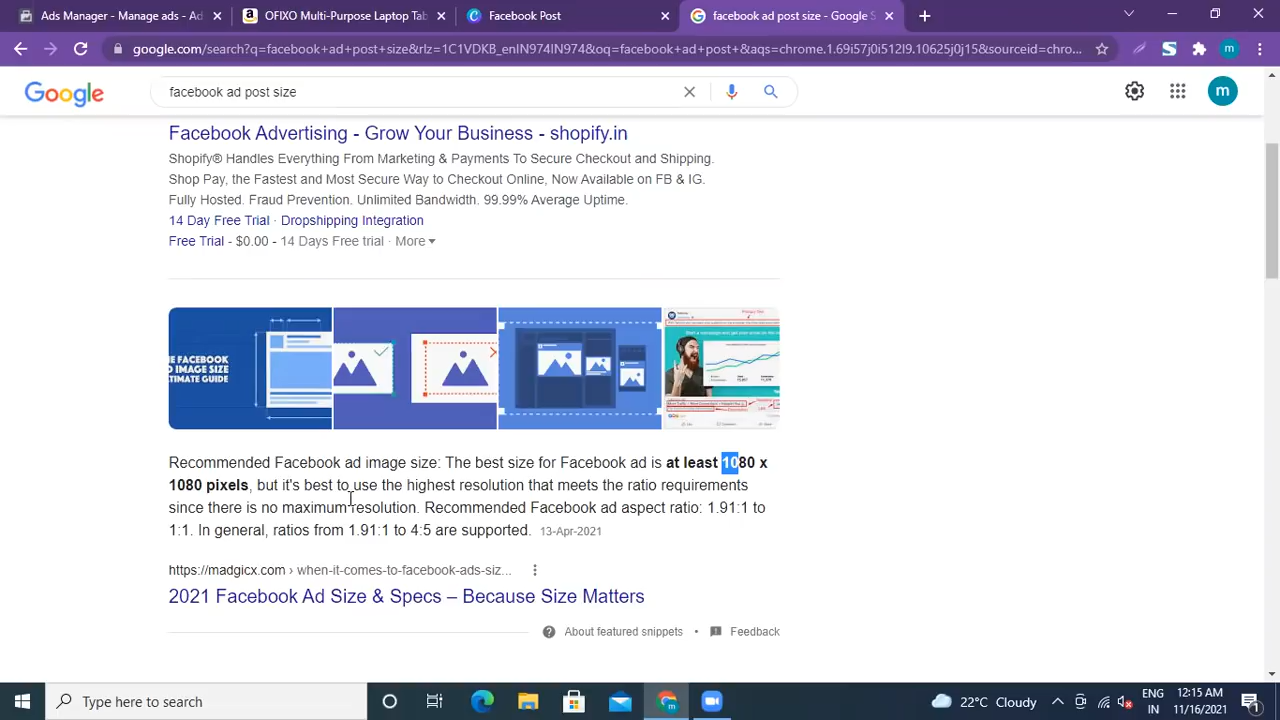 Ads Manager - Manage ads - Ad M
OFIXO Multipurpose Laptop Tab
Facebook Post
facebook ad post size - Google S
google.com/search?q=facebook+ad+post+size&rlz=1C1VDKB_enIN974IN974&oq=facebook+ad+post+&aqs=chrome.1.69i57j0i512l9.10625j0j15&sourceid=chro...
m
Google
facebook ad post size
m
Facebook Advertising - Grow Your Business - shopify.in
Shopify® Handles Everything From Marketing & Payments To Secure Checkout and Shipping.
Shop Pay, the Fastest and Most Secure Way to Checkout Online, Now Available on FB & IG.
Fully Hosted. Fraud Prevention. Unlimited Bandwidth. 99.99% Average Uptime.
14 Day Free Trial · Dropshipping Integration
Free Trial - $0.00 - 14 Days Free trial · More
E FACEBOOK
D IMAGE SIZE
TIMATE GUIDE
Recommended Facebook ad image size: The best size for Facebook ad is at least 1080 x
1080 pixels, but it's best to use the highest resolution that meets the ratio requirements
since there is no maximum resolution. Recommended Facebook ad aspect ratio: 1.91:1 to
1:1. In general, ratios from 1.91:1 to 4:5 are supported. 13-Apr-2021
https://madgicx.com › when-it-comes-to-facebook-ads-siz...
2021 Facebook Ad Size & Specs – Because Size Matters
About featured snippets • Feedback
Type here to search
22°C Cloudy
ENG
IN
12:15 AM
11/16/2021
1